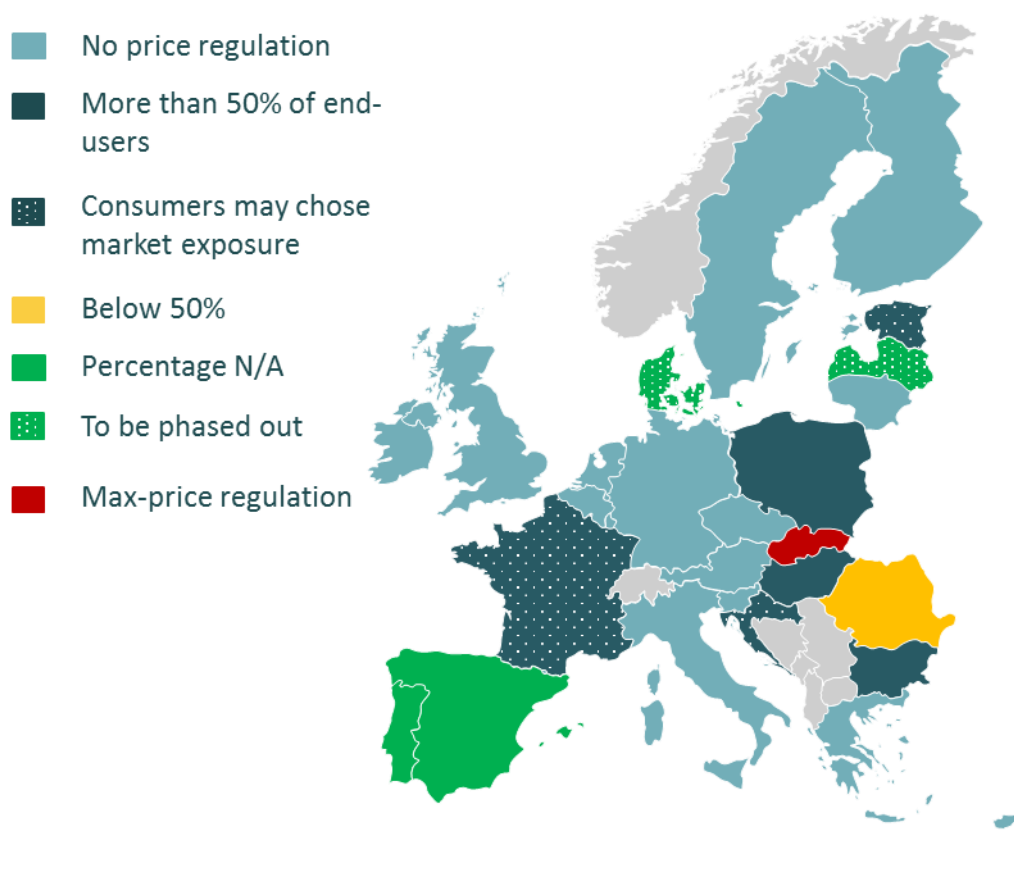 No price regulation
More than 50% of end-
users
Consumers may chose
market exposure
Below 50%
Percentage N/A
To be phased out
Max-price regulation